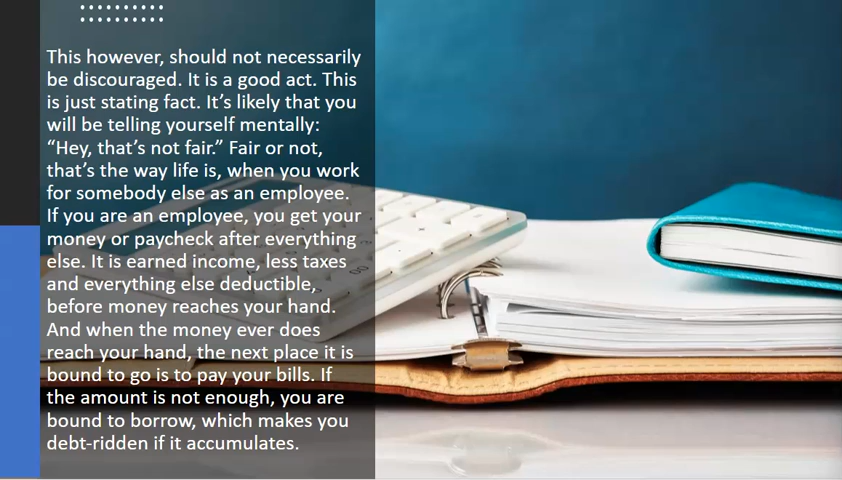 This however, should not necessarily
be discouraged. It is a good act. This
is just stating fact. It’s likely that you
will be telling yourself mentally:
“Hey, that’s not fair.” Fair or not,
that’s the way life is, when you work
for somebody else as an employee.
If you are an employee, you get your
money or paycheck after everything
else. It is earned income, less taxes
and everything else deductible,
before money reaches your hand.
And when the money ever does
reach your hand, the next place it is
bound to go is to pay your bills. If
the amount is not enough, you are
bound to borrow, which makes you
debt-ridden if it accumulates.